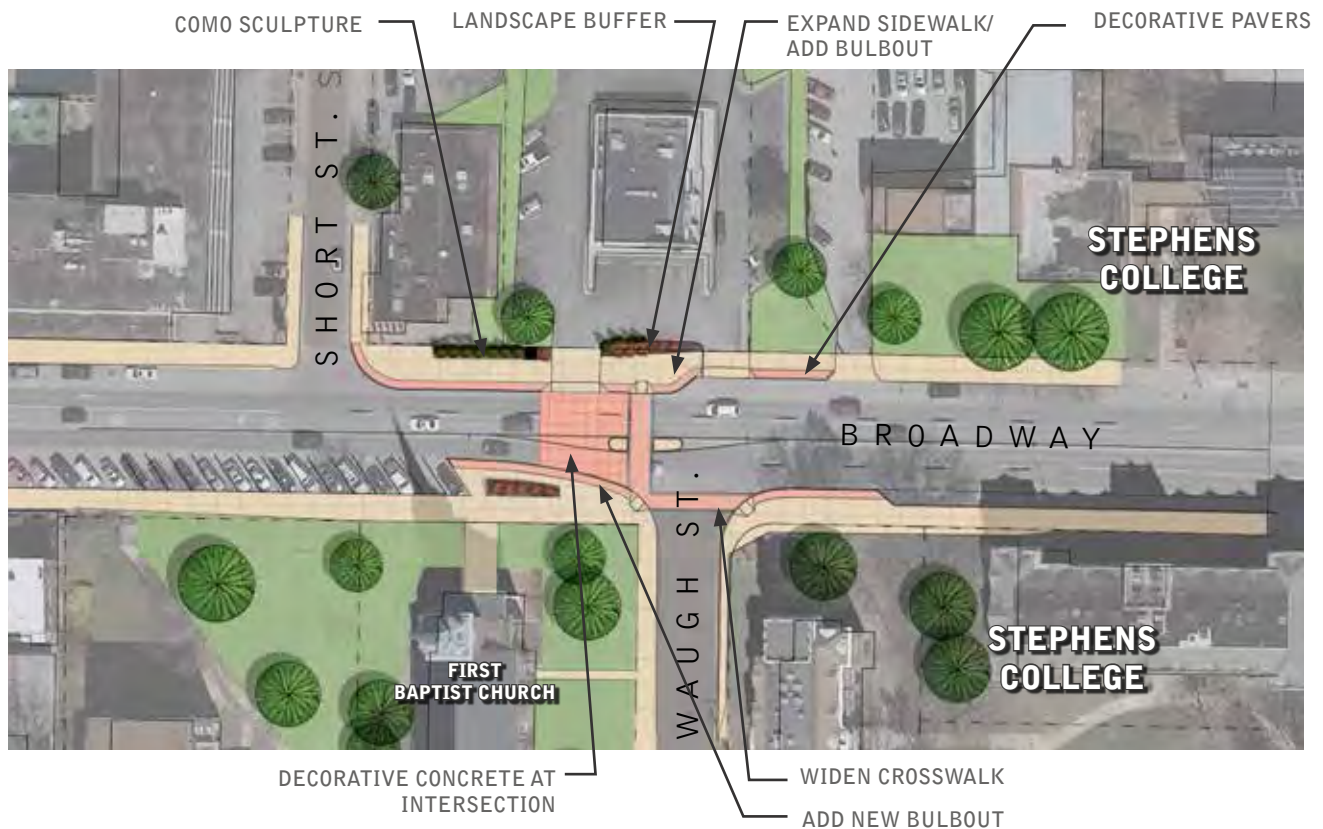 COMO SCULPTURE
LANDSCAPE BUFFER
EXPAND SIDEWALK/
ADD BULBOUT
DECORATIVE PAVERS
SHORT ST.
STEPHENS
COLLEGE
BROADWAY
WAUGH ST.
FIRST
BAPTIST CHURCH
STEPHENS
COLLEGE
DECORATIVE CONCRETE AT
INTERSECTION
WIDEN CROSSWALK
ADD NEW BULBOUT